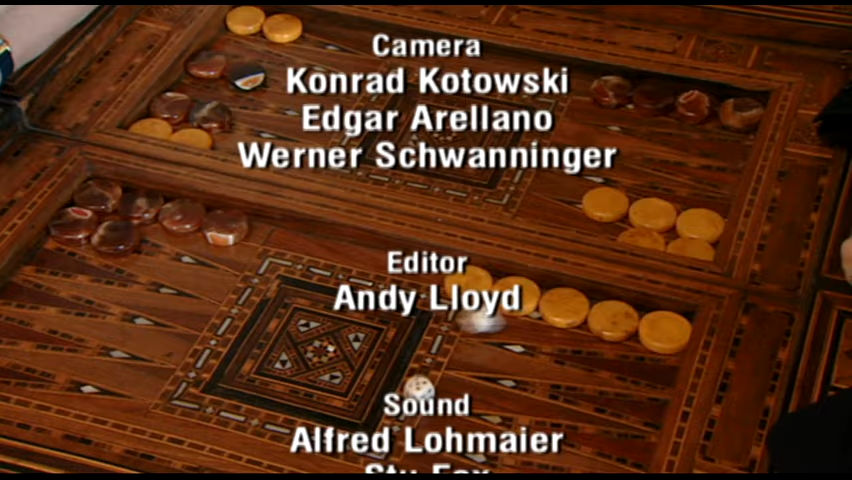 Camera
Konrad Kotowski
Edgar Arellano
Werner Schwanninger
Editor
Andy Lloyd
Sound
Alfred Lohmaier